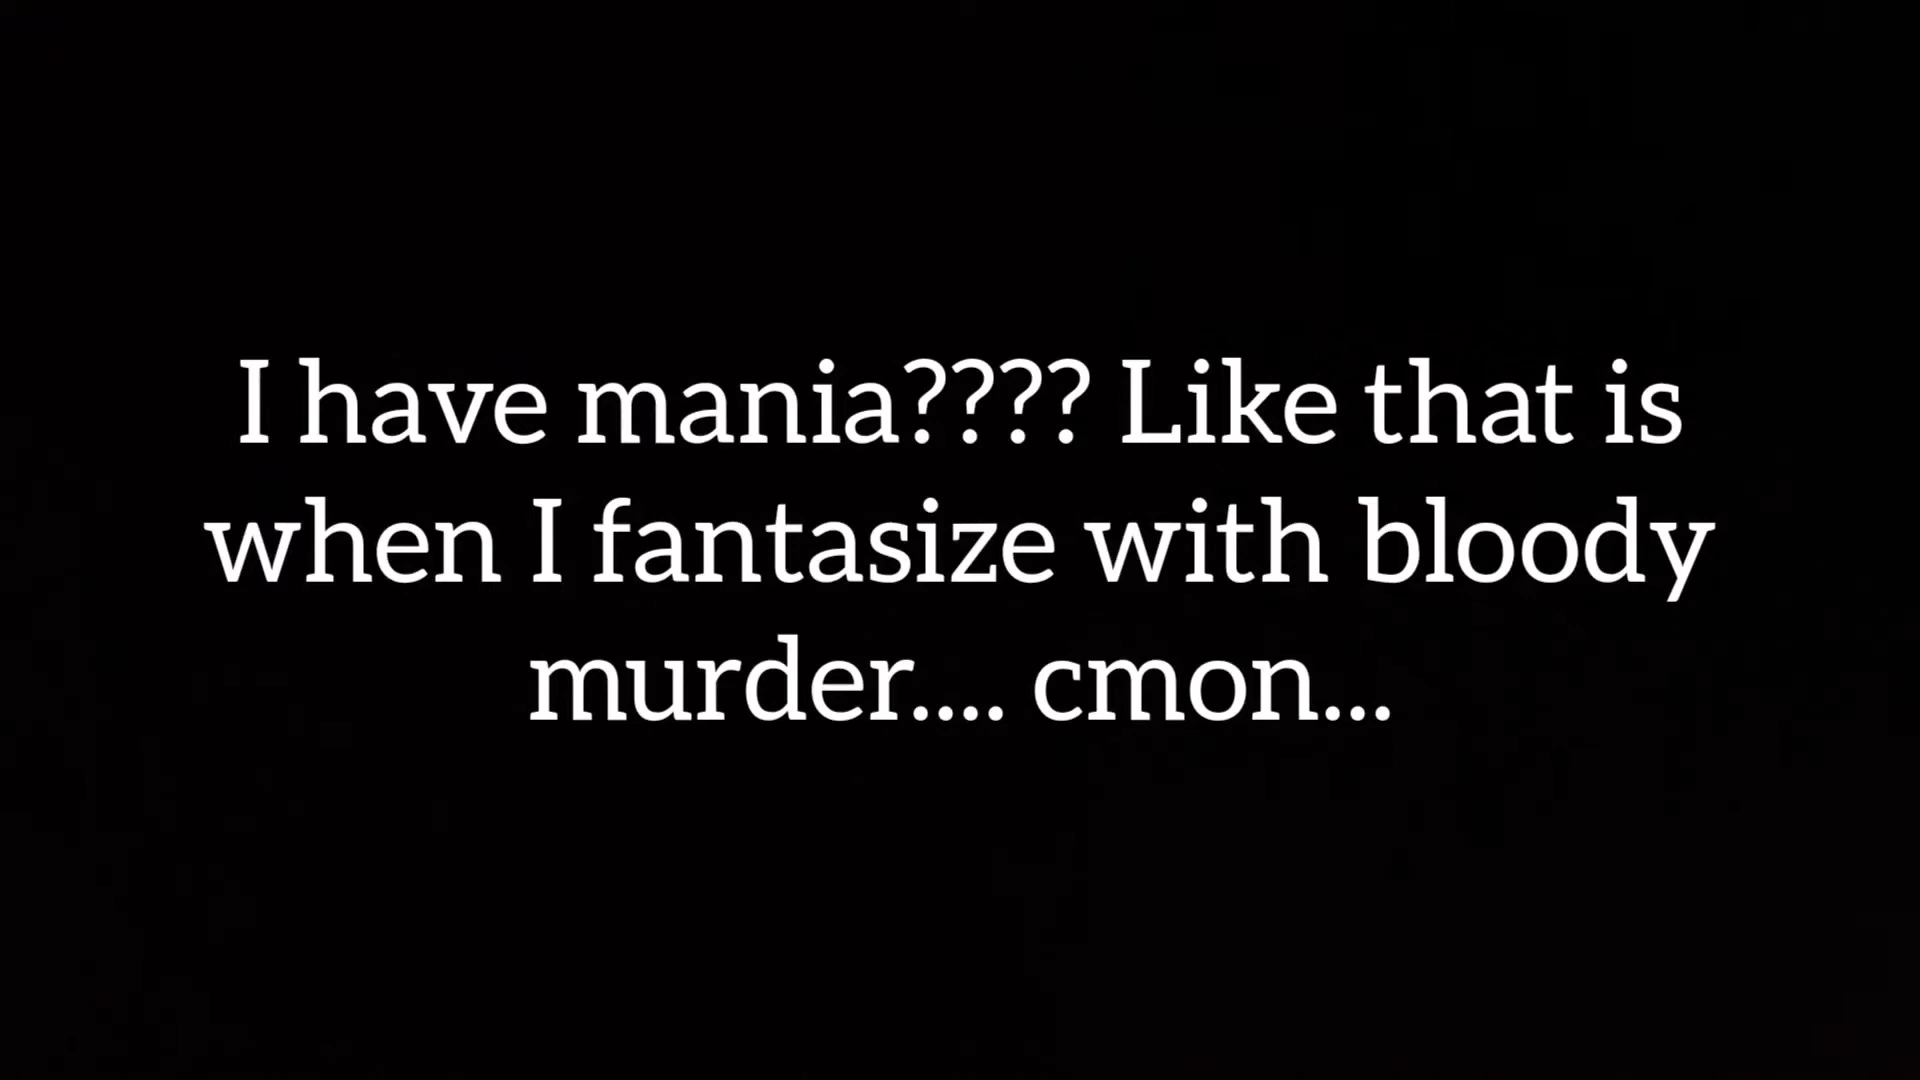 I have mania???? Like that is
when I fantasize with bloody
murder.... cmon...